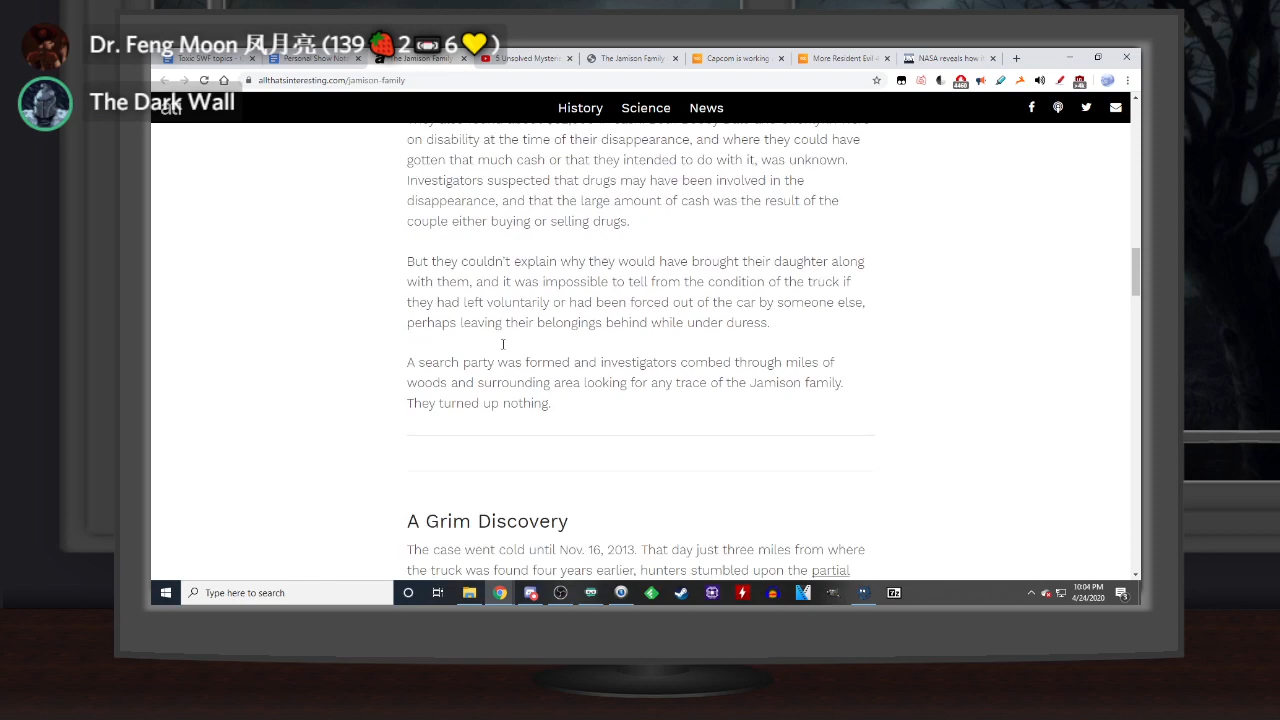 Dr. Feng Moon 凤月亮 (139🍓2📼6💛)
The Dark Wall
Toxic SWF topics -
Personal Show Not
The Jamison Family
5 Unsolved Mysterie
The Jamison Family
Capcom is working
More Resident Evil
NASA reveals how i
allthatsinteresting.com/jamison-family
ati
History Science News
on disability at the time of their disappearance, and where they could have
gotten that much cash or that they intended to do with it, was unknown.
Investigators suspected that drugs may have been involved in the
disappearance, and that the large amount of cash was the result of the
couple either buying or selling drugs.
But they couldn't explain why they would have brought their daughter along
with them, and it was impossible to tell from the condition of the truck if
they had left voluntarily or had been forced out of the car by someone else,
perhaps leaving their belongings behind while under duress.
A search party was formed and investigators combed through miles of
woods and surrounding area looking for any trace of the Jamison family.
They turned up nothing.
A Grim Discovery
The case went cold until Nov. 16, 2013. That day just three miles from where
the truck was found four years earlier, hunters stumbled upon the partial
Type here to search
10:04 PM
4/24/2020